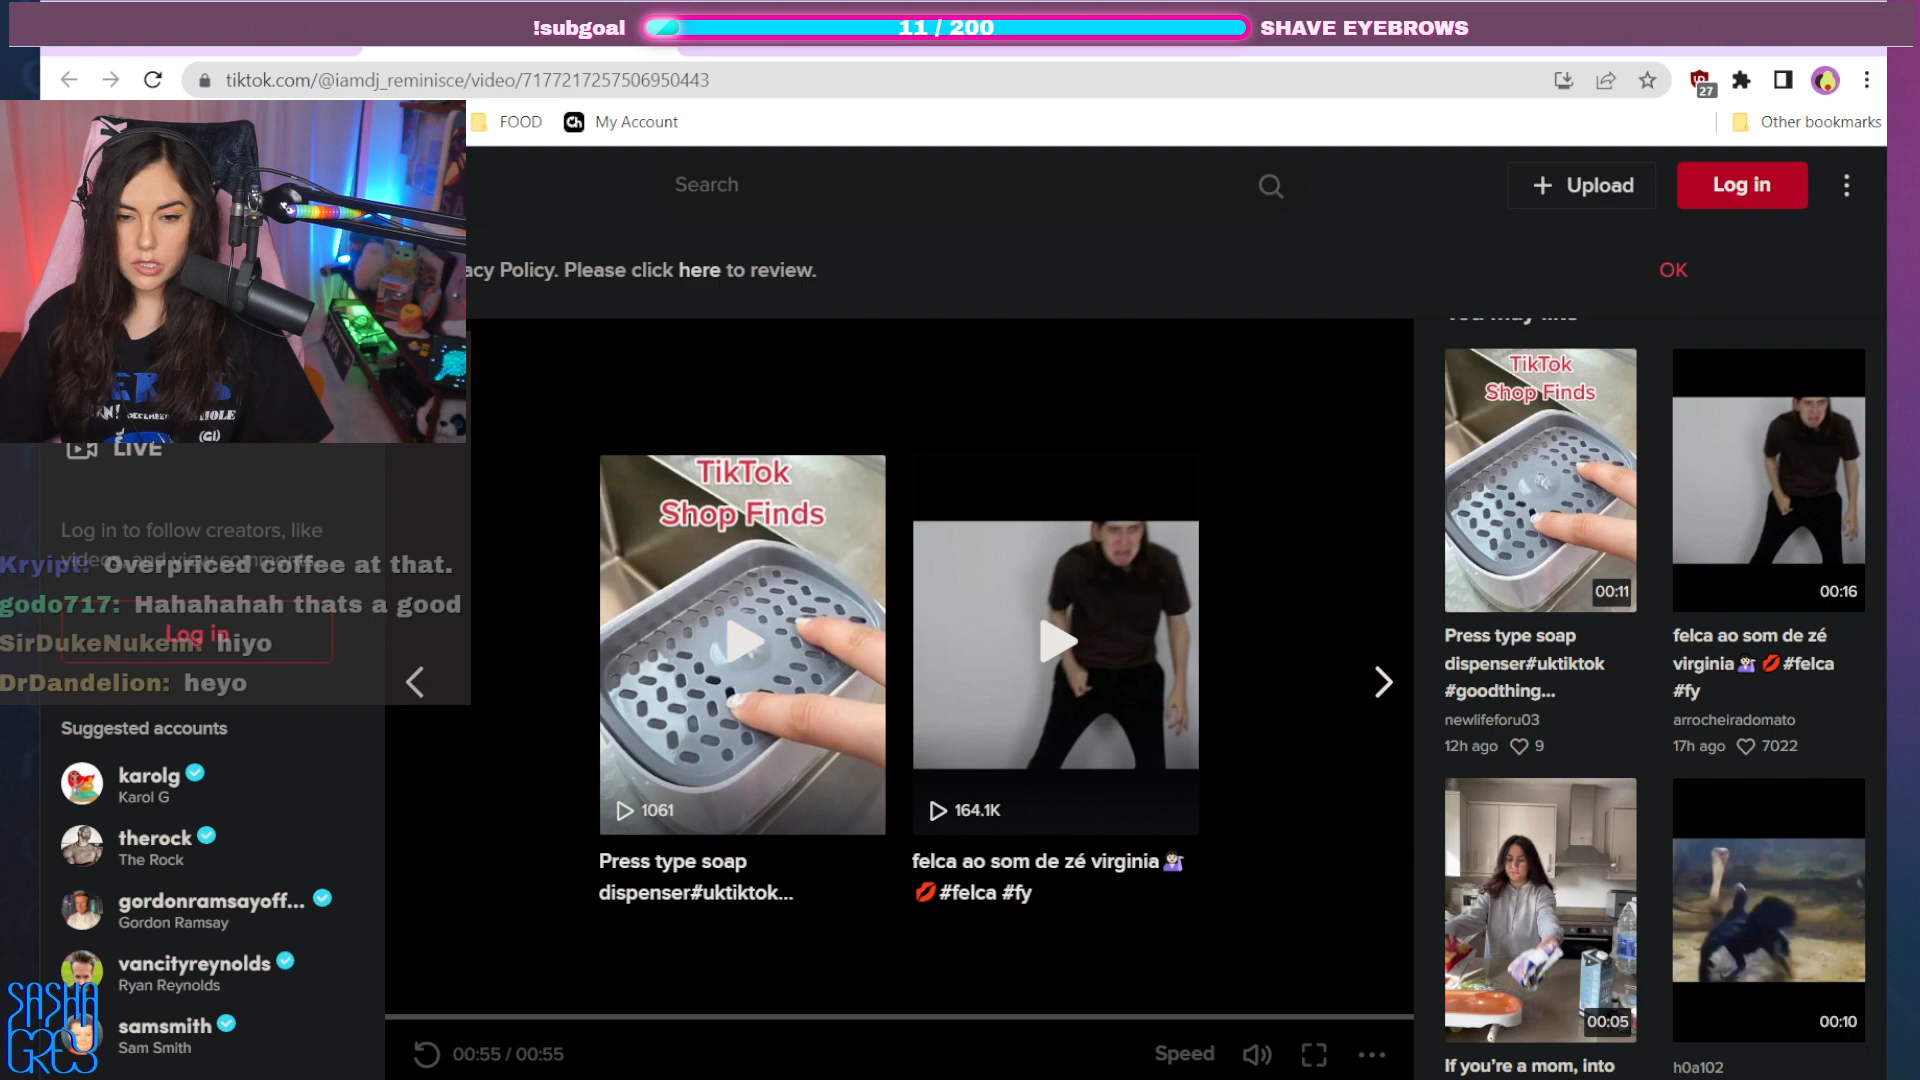 !subgoal
11 / 200
SHAVE EYEBROWS
tiktok.com/@iamdj_reminisce/video/7177217257506950443
27
FOOD
My Account
Other bookmarks
Search
Upload
Log in
acy Policy. Please click here to review.
OK
LIVE
Log in to follow creators, like
videos, and view comments.
Log in
Kryipt: Overpriced coffee at that.
godo717: Hahahahah thats a good
SirDukeNukem: hiyo
DrDandelion: heyo
Suggested accounts
karolg
Karol G
therock
The Rock
gordonramsayoff...
Gordon Ramsay
vancityreynolds
Ryan Reynolds
samsmith
Sam Smith
SASHA
GREY
TikTok
Shop Finds
1061
Press type soap
dispenser#uktiktok...
164.1K
felca ao som de zé virginia🤷🏻‍♀️
💋#felca #fy
00:55 / 00:55
Speed
You may like
TikTok
Shop Finds
00:11
Press type soap
dispenser#uktiktok
#goodthing...
newlifeforu03
12h ago
9
00:16
felca ao som de zé
virginia🤷🏻‍♀️💋#felca
#fy
arrocheiradomato
17h ago
7022
00:05
If you're a mom, into
00:10
h0a102